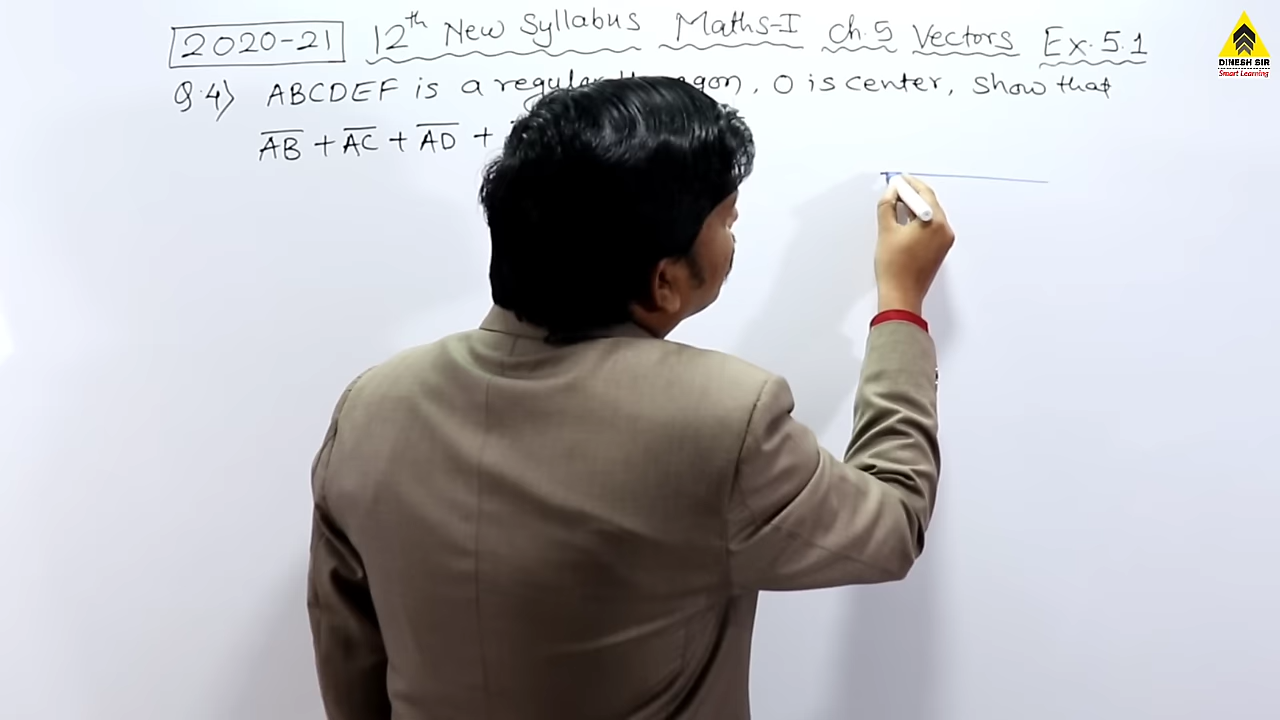 2020-21 12th New Syllabus Maths-I Ch.5 Vectors Ex.5.1
Q.4) ABCDEF is a regular gon, O is center, Show that
AB + AC + AD +
DINESH SIR
Smart Learning